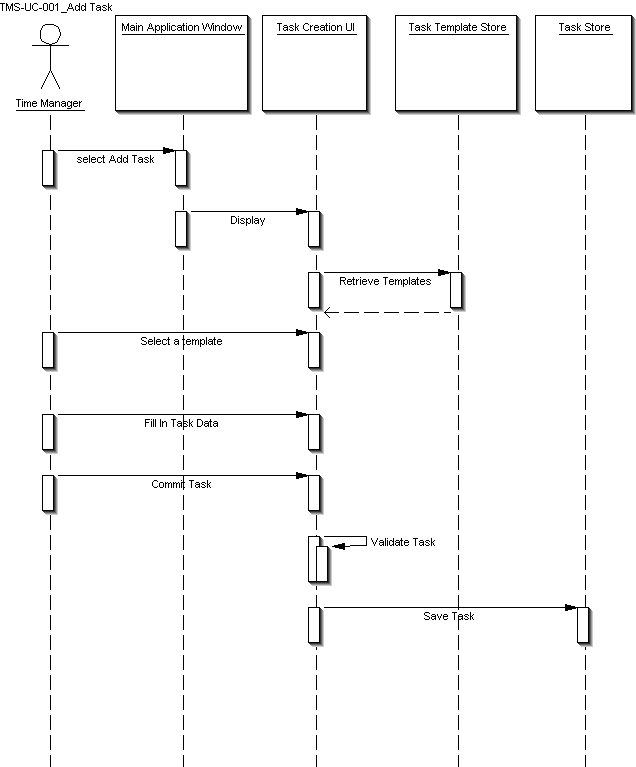 TMS-UC-001_Add Task
Main Application Window
Task Creation UI
Task Template Store
Task Store
Time Manager
select Add Task
Display
Retrieve Templates
Select a template
Fill In Task Data
Commit Task
Validate Task
Save Task